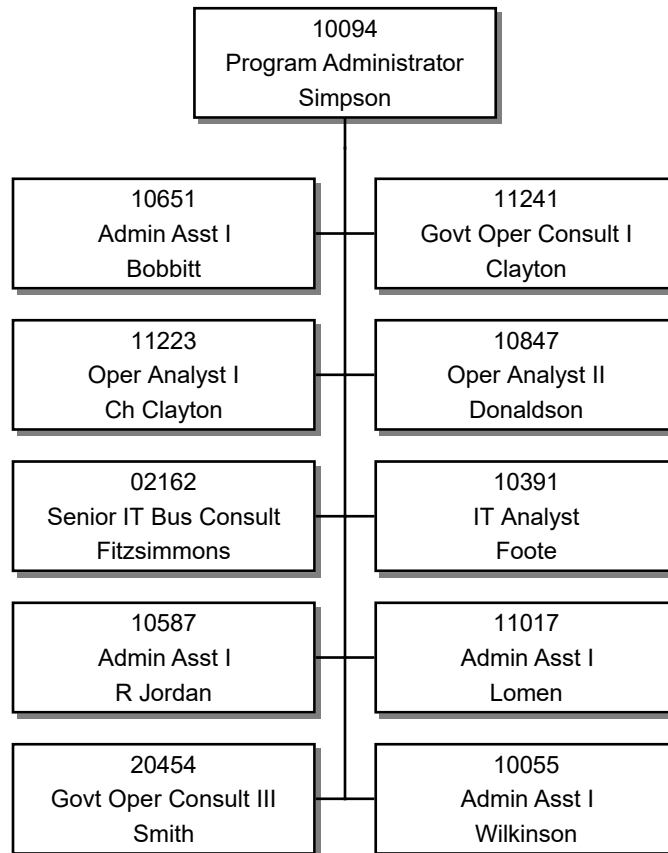 10094
Program Administrator
Simpson
10651
Admin Asst I
Bobbitt
11241
Govt Oper Consult I
Clayton
11223
Oper Analyst I
Ch Clayton
10847
Oper Analyst II
Donaldson
02162
Senior IT Bus Consult
Fitzsimmons
10391
IT Analyst
Foote
10587
Admin Asst I
R Jordan
11017
Admin Asst I
Lomen
20454
Govt Oper Consult III
Smith
10055
Admin Asst I
Wilkinson